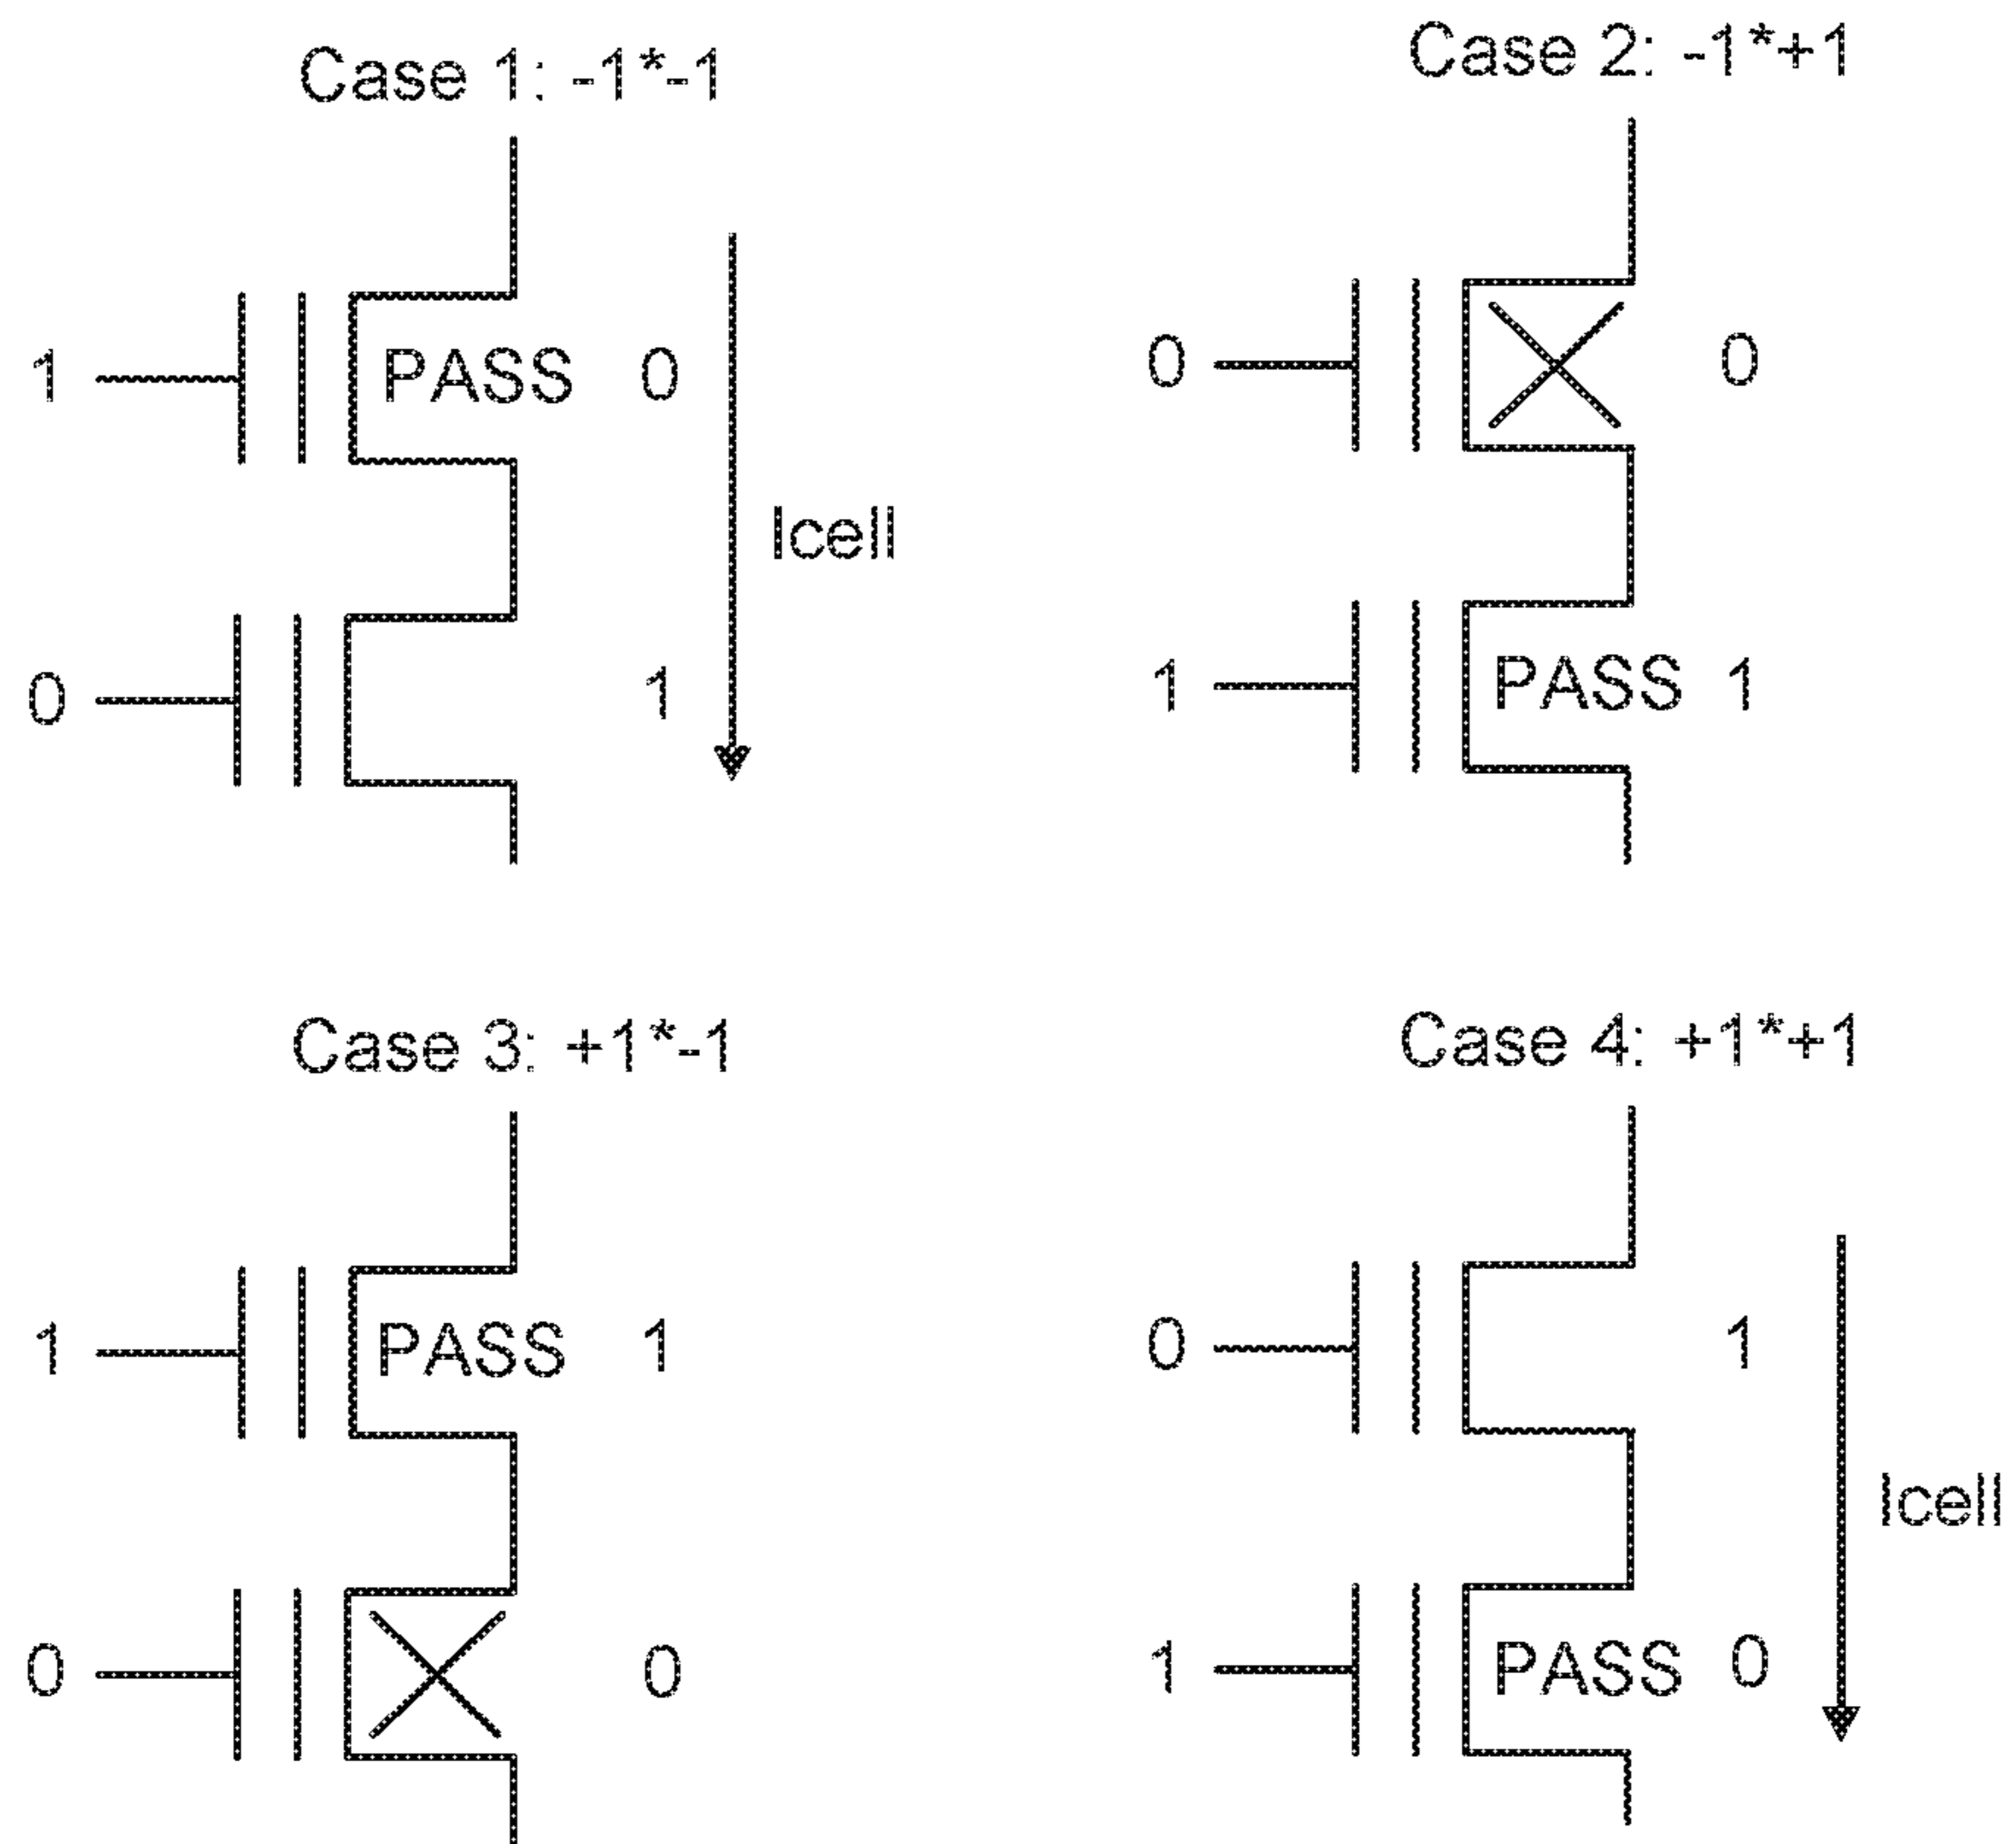 Case 1: -1*-1
1 PASS 0
Icell
0 1
Case 2: -1*+1
0 0
1 PASS 1
Case 3: +1*-1
1 PASS 1
0 0
Case 4: +1*+1
0 1
Icell
1 PASS 0